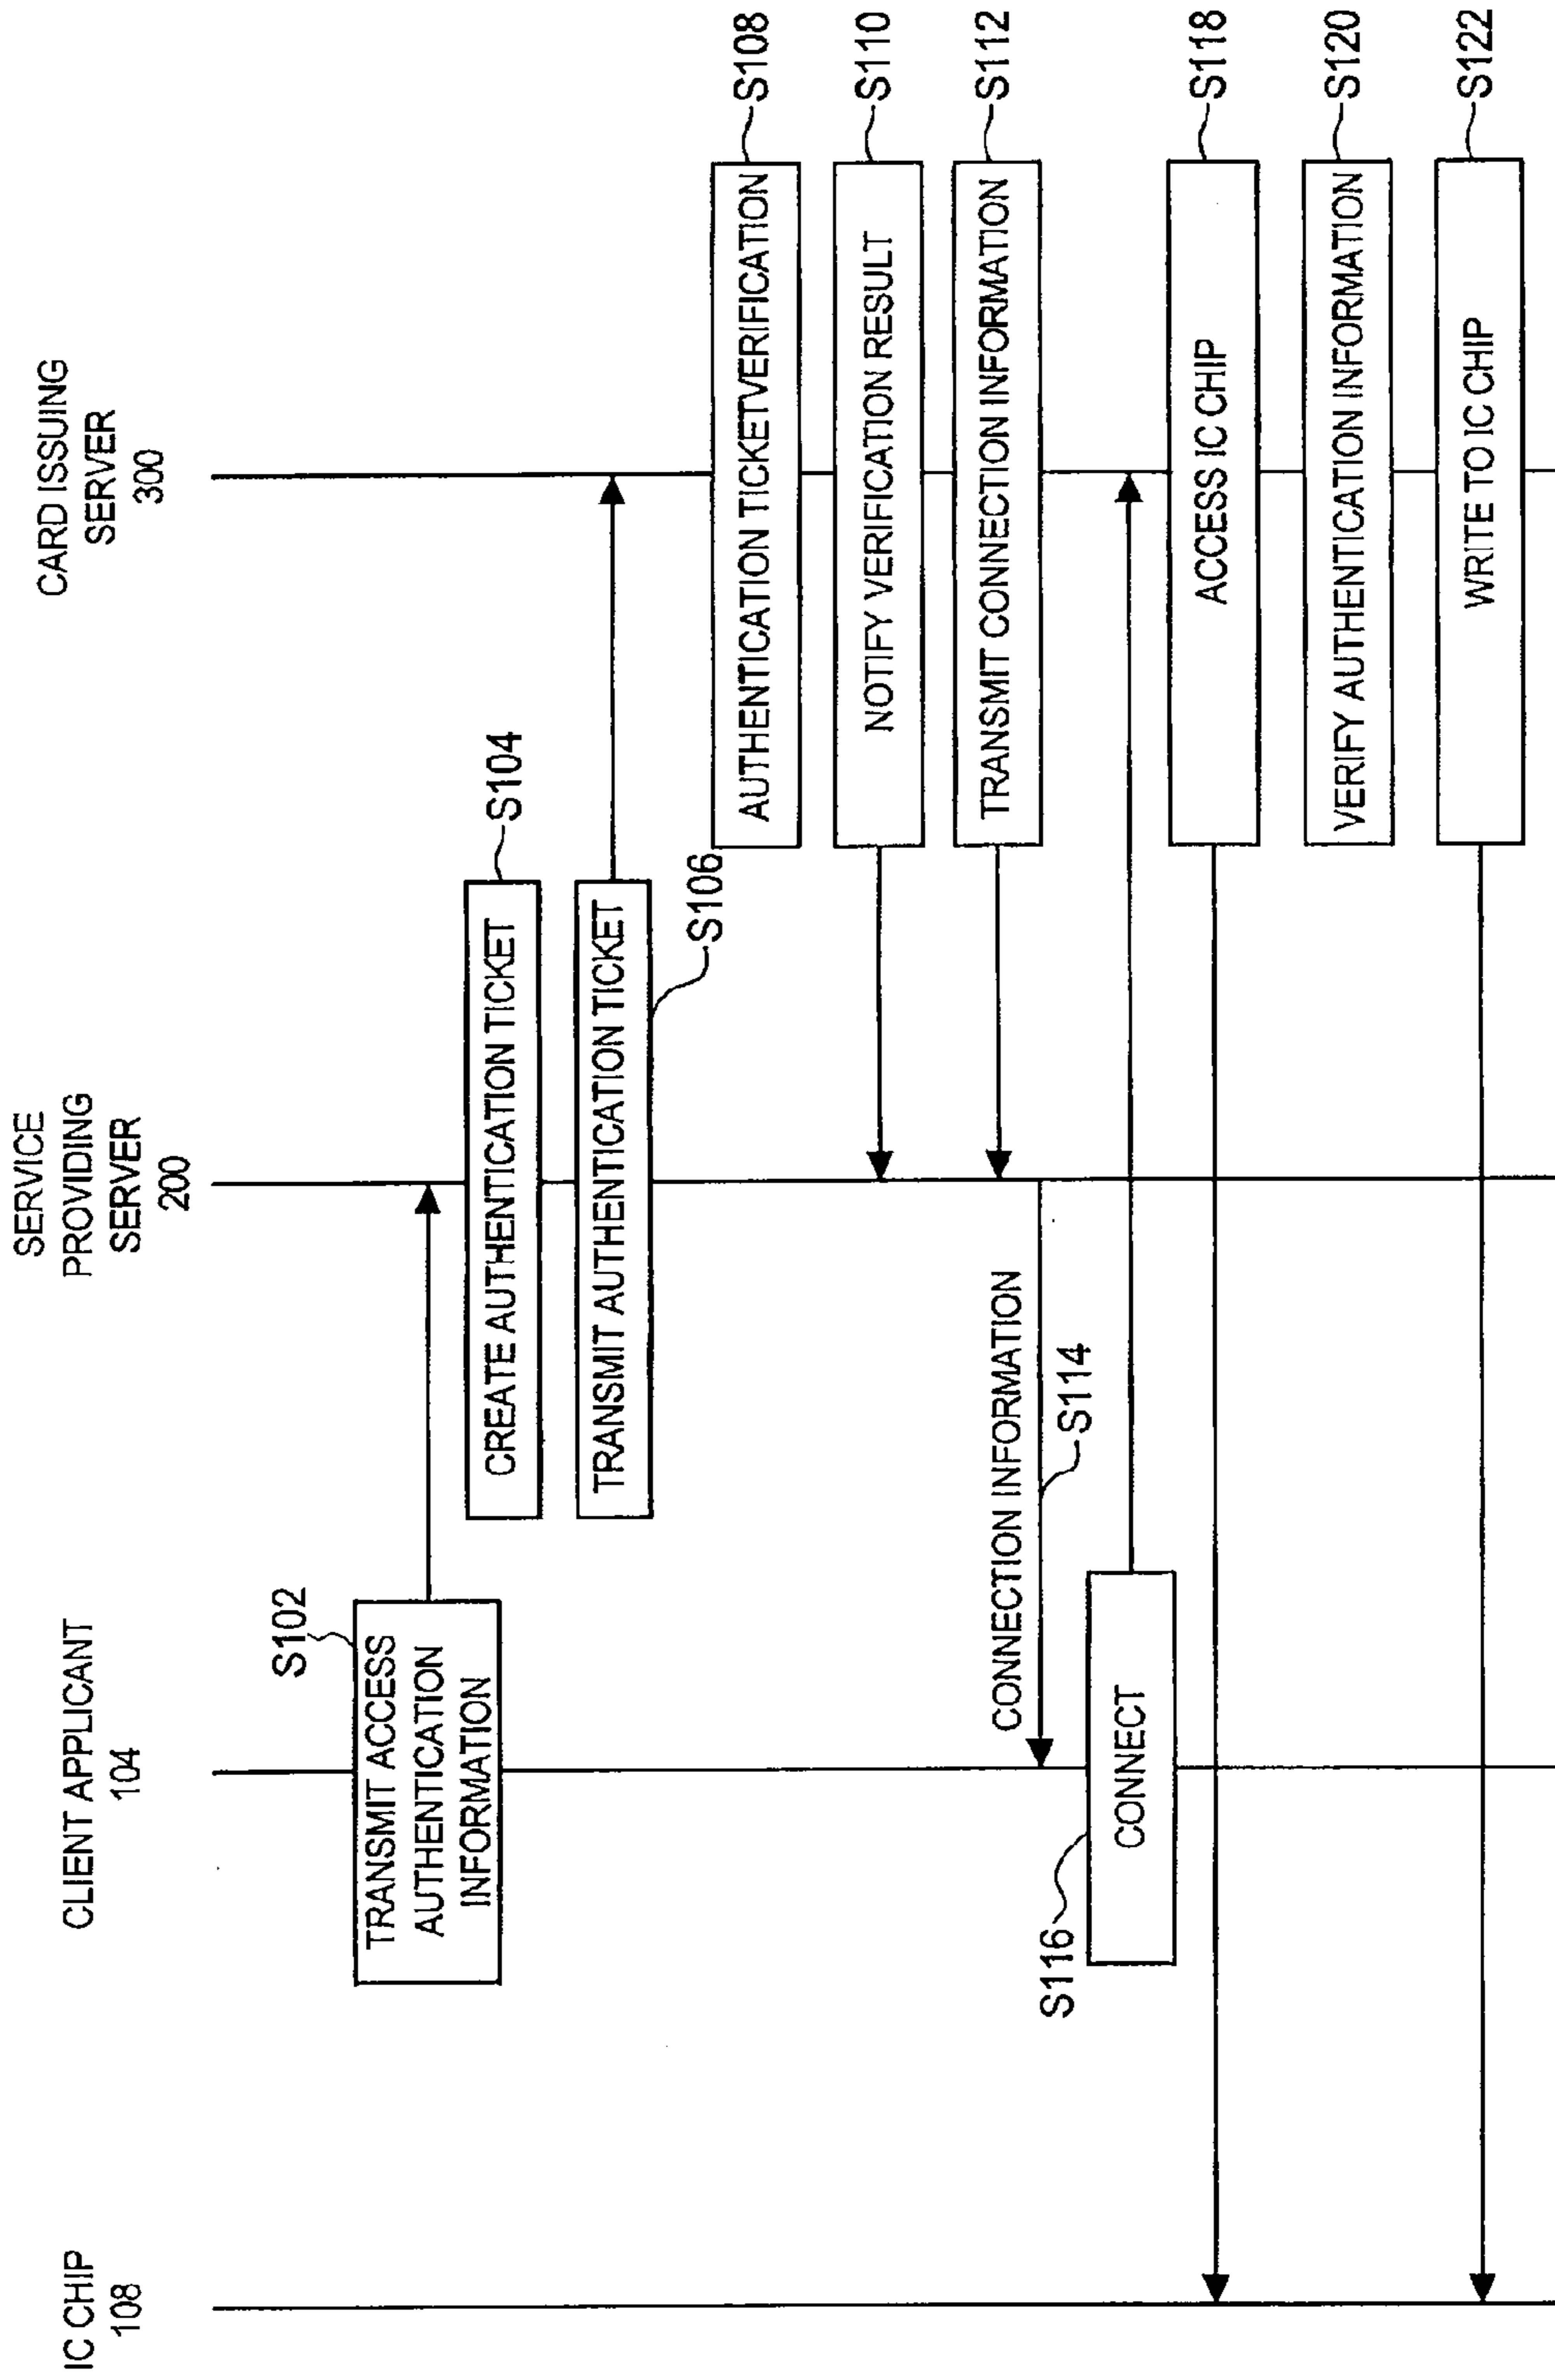 IC CHIP
108
CLIENT APPLICANT
104
SERVICE
PROVIDING
SERVER
200
CARD ISSUING
SERVER
300
S102
TRANSMIT ACCESS
AUTHENTICATION
INFORMATION
CREATE AUTHENTICATION TICKET
S104
TRANSMIT AUTHENTICATION TICKET
S106
AUTHENTICATION TICKETVERIFICATION
S108
NOTIFY VERIFICATION RESULT
S110
TRANSMIT CONNECTION INFORMATION
S112
CONNECTION INFORMATION
S114
S116
CONNECT
ACCESS IC CHIP
S118
VERIFY AUTHENTICATION INFORMATION
S120
WRITE TO IC CHIP
S122